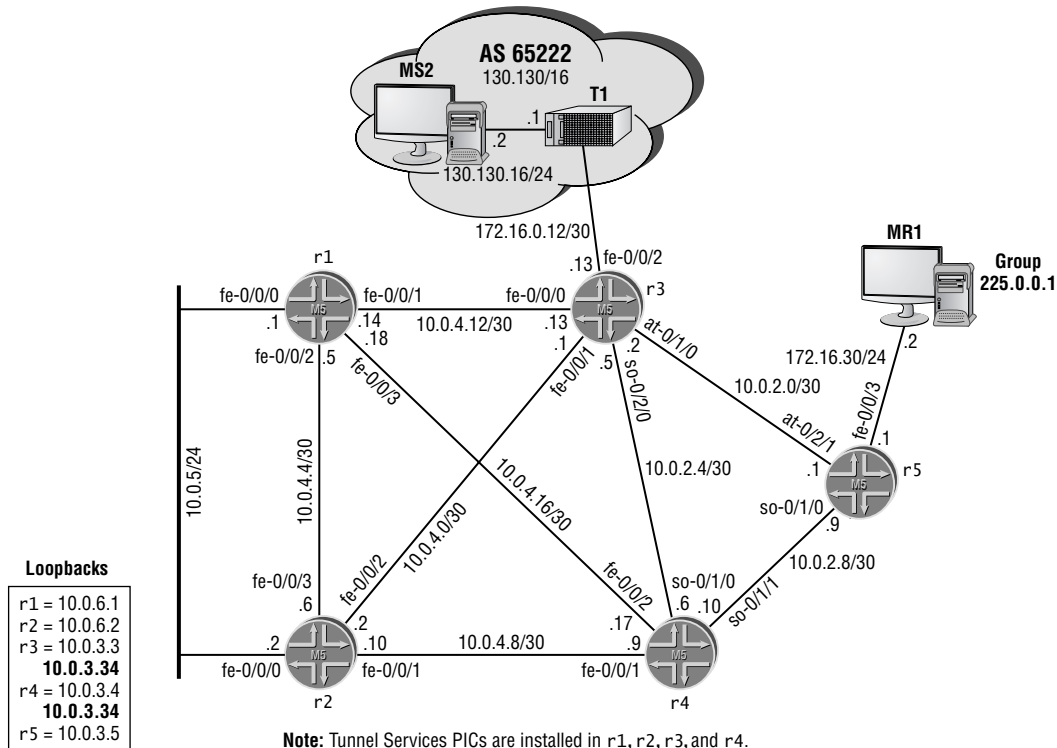 AS 65222
MS2
130.130/16
T1
.1
.2
130.130.16/24
172.16.0.12/30
MR1
Group
225.0.0.1
r1
.13
fe-0/0/2
r3
fe-0/0/0
fe-0/0/1
fe-0/0/0
M5
M5
.1
.14
10.0.4.12/30
.13
.2
.18
.1
.2
at-0/1/0
172.16.30/24
fe-0/0/2
.5
fe-0/0/3
fe-0/0/1
.5
so-0/2/0
10.0.2.0/30
fe-0/0/3
at-0/2/1
.1
10.0.5/24
10.0.4.4/30
10.0.4.16/30
10.0.2.4/30
.1
r5
M5
so-0/1/0
.9
10.0.4.0/30
10.0.2.8/30
Loopbacks
r1 = 10.0.6.1
r2 = 10.0.6.2
r3 = 10.0.3.3
10.0.3.34
r4 = 10.0.3.4
10.0.3.34
r5 = 10.0.3.5
fe-0/0/3
fe-0/0/2
fe-0/0/2
so-0/1/0
.6
.6
.10
so-0/1/1
.2
.2
.10
10.0.4.8/30
.17
.9
M5
M5
fe-0/0/0
fe-0/0/1
fe-0/0/1
r2
r4
Note: Tunnel Services PICs are installed in r1, r2, r3, and r4.